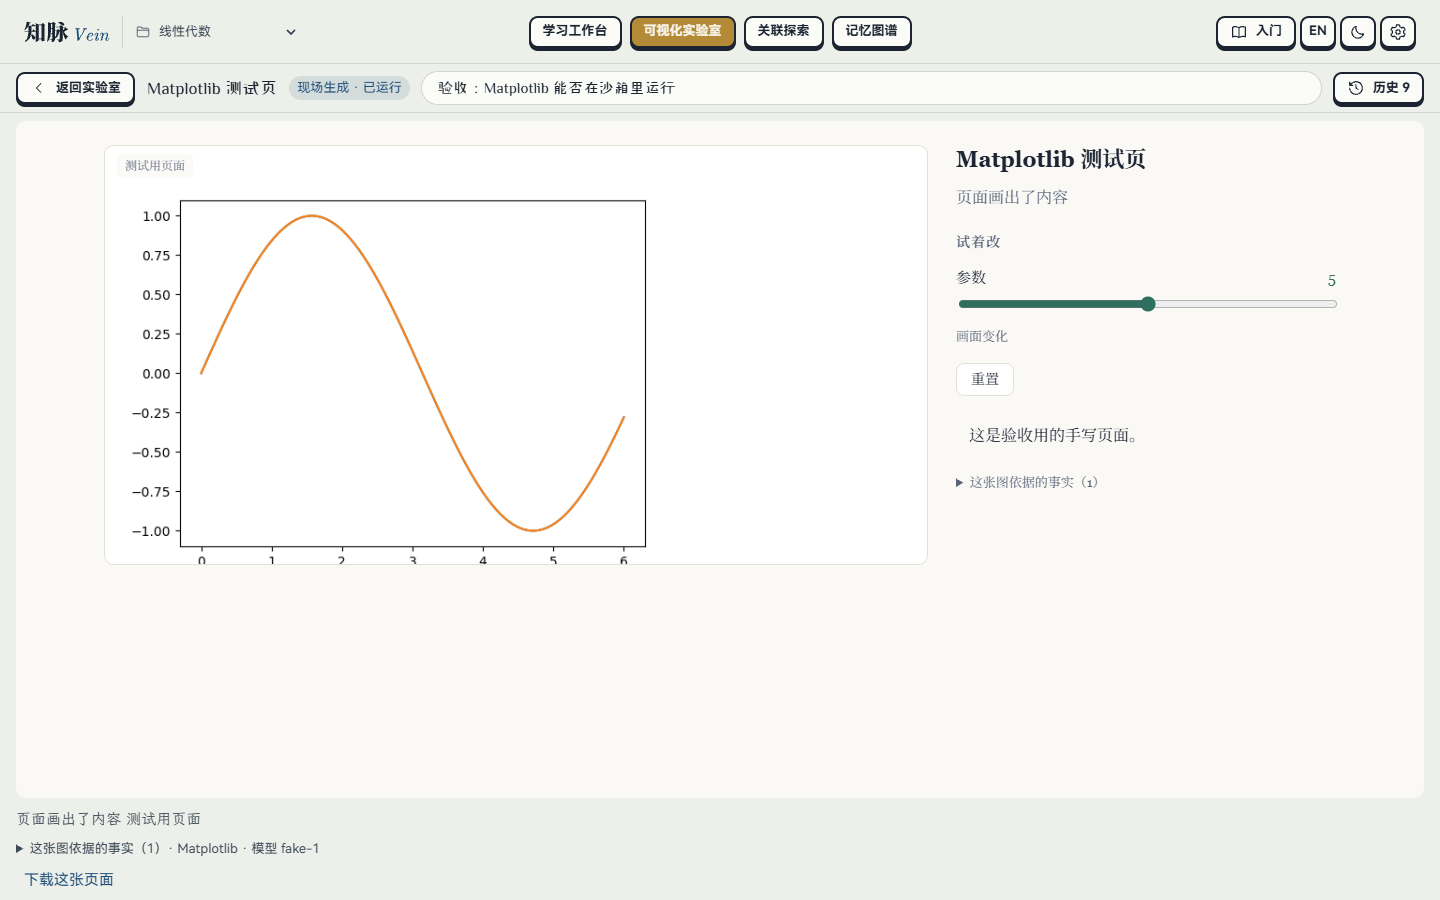 知脉 Vein
线性代数
学习工作台
可视化实验室
关联探索
记忆图谱
入门
EN
返回实验室
Matplotlib 测试页
现场生成 · 已运行
验收：Matplotlib 能否在沙箱里运行
历史 9
测试用页面
1.00
0.75
0.50
0.25
0.00
−0.25
−0.50
−0.75
−1.00
0 1 2 3 4 5 6
Matplotlib 测试页
页面画出了内容
试着改
参数 5
画面变化
重置
这是验收用的手写页面。
这张图依据的事实（1）
页面画出了内容 测试用页面
这张图依据的事实（1） · Matplotlib · 模型 fake-1
下载这张页面